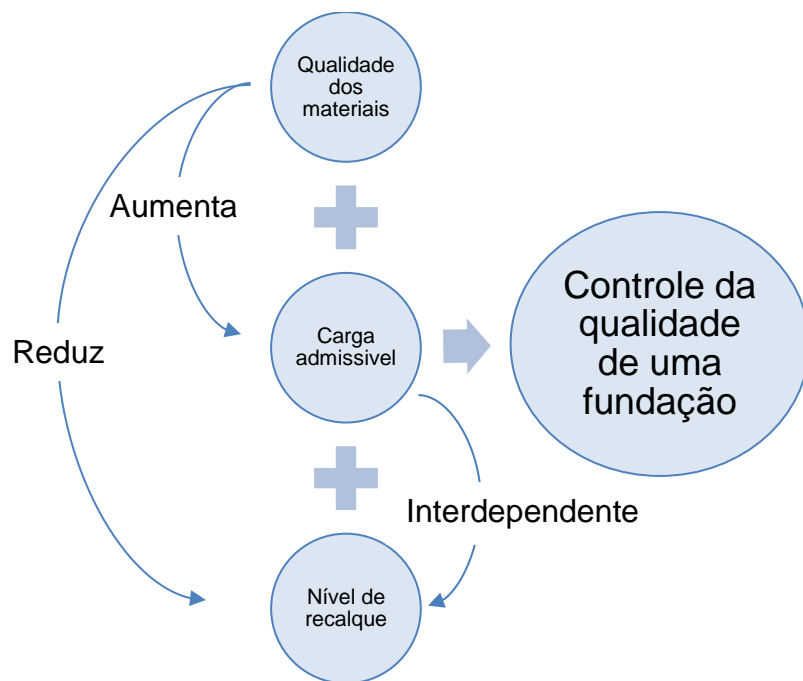 Qualidade
dos
materiais
Aumenta
Carga
admissivel
Reduz
Controle da
qualidade
de uma
fundação
Interdependente
Nível de
recalque